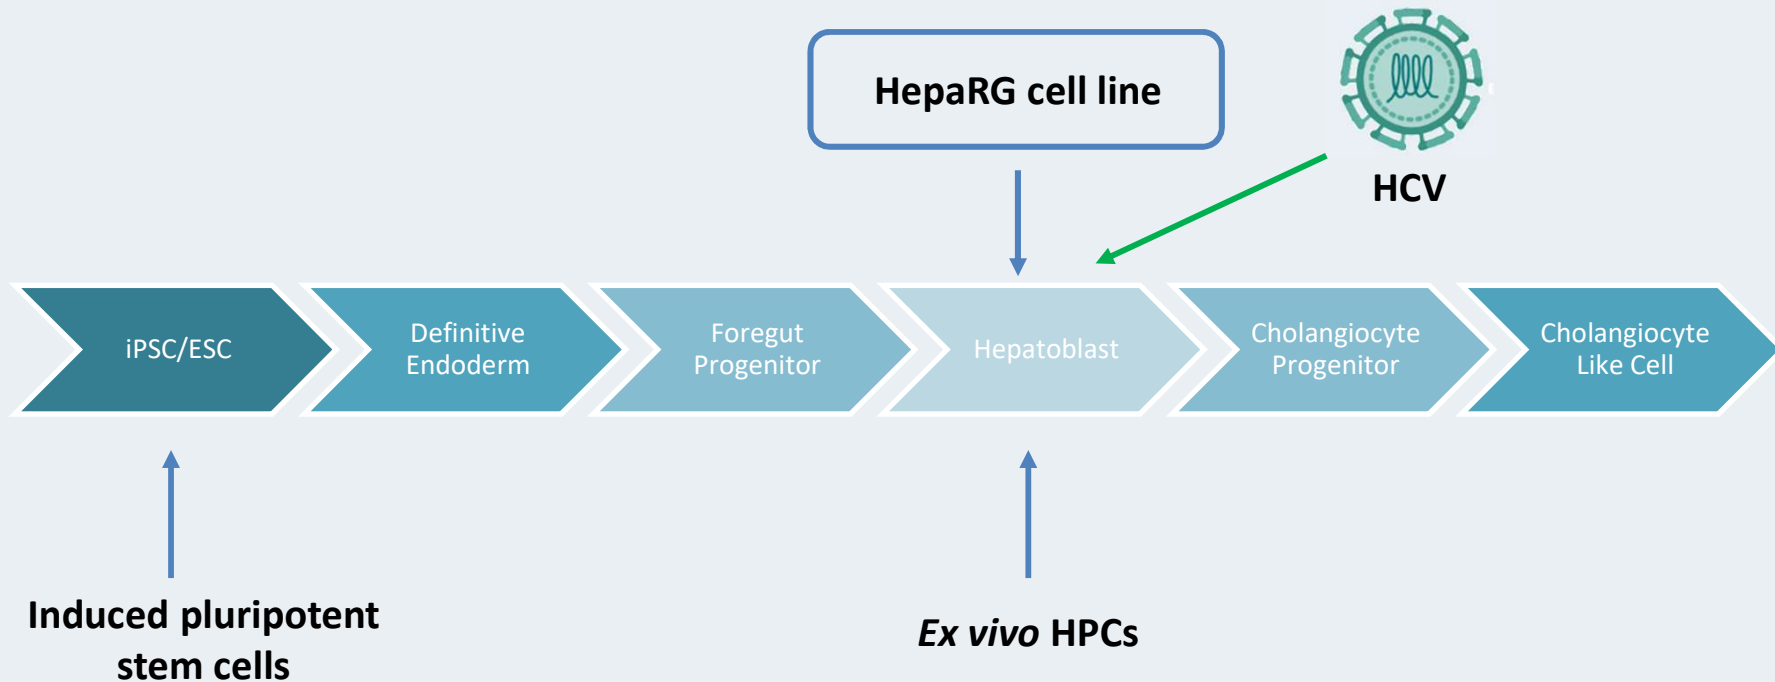 HepaRG cell line
HCV
iPSC/ESC
Definitive
Endoderm
Foregut
Progenitor
Hepatoblast
Cholangiocyte
Progenitor
Cholangiocyte
Like Cell
Induced pluripotent
stem cells
Ex vivo HPCs